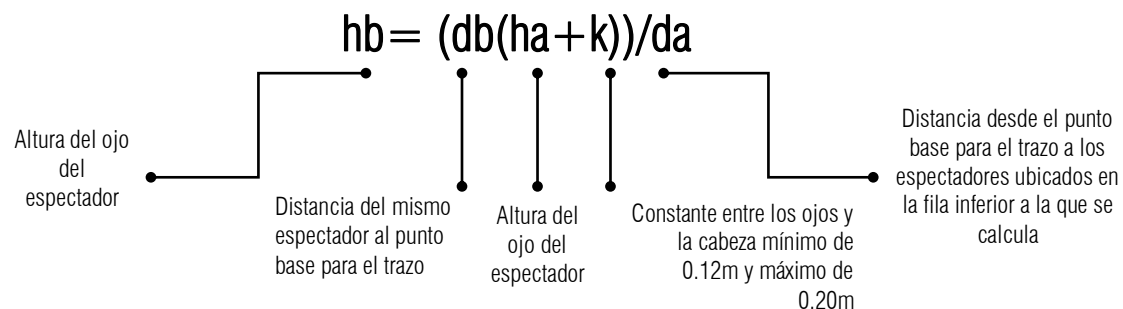 hb= (db(ha+k))/da
Altura del ojo
del
espectador
Distancia del mismo
espectador al punto
base para el trazo
Altura del
ojo del
espectador
Constante entre los ojos y
la cabeza mínimo de
0.12m y máximo de
0.20m
Distancia desde el punto
base para el trazo a los
espectadores ubicados en
la fila inferior a la que se
calcula